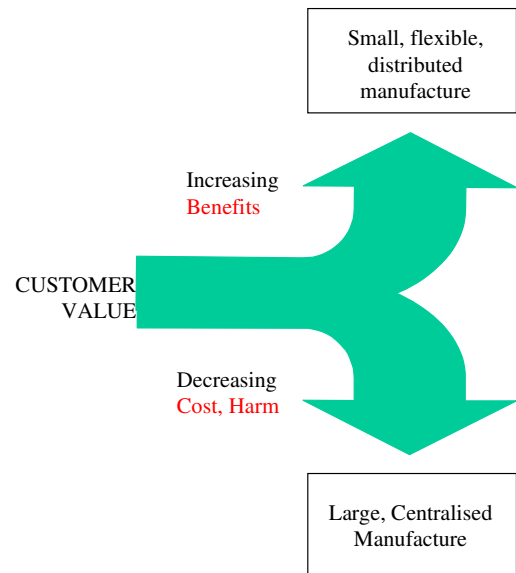 Small, flexible,
distributed
manufacture
Increasing
Benefits
CUSTOMER
VALUE
Decreasing
Cost, Harm
Large, Centralised
Manufacture